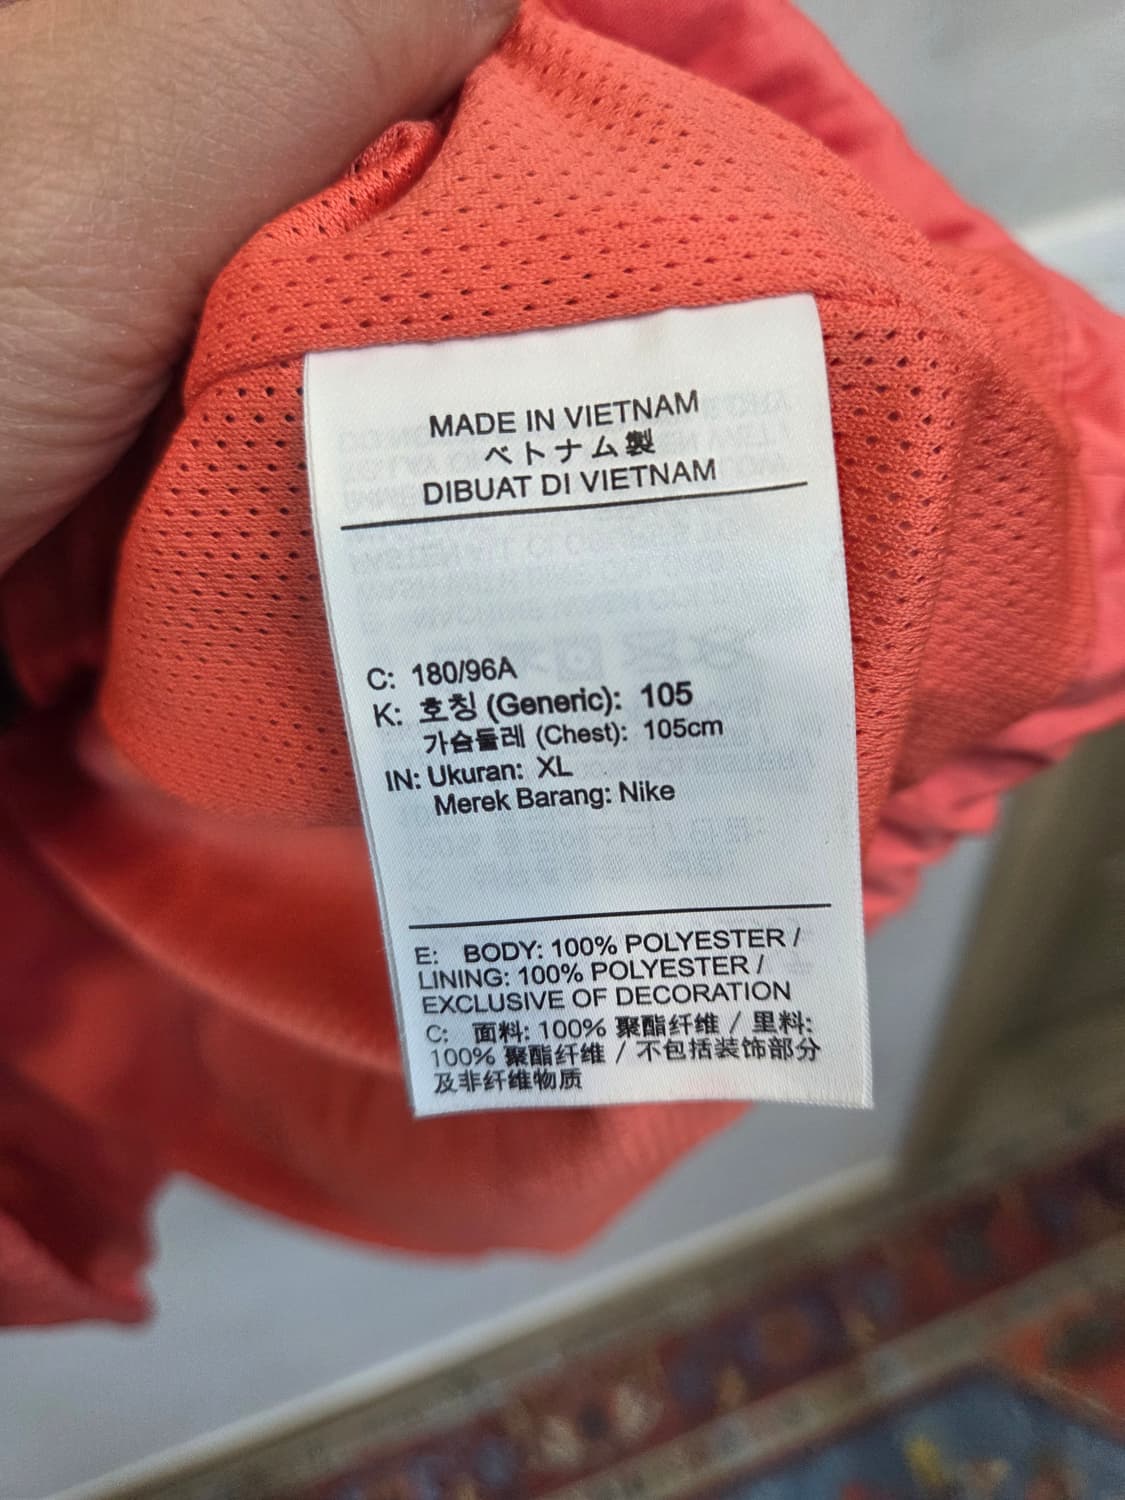 MADE IN VIETNAM
ベトナム製
DIBUAT DI VIETNAM
C: 180/96A
K: 호칭 (Generic): 105
가슴둘레 (Chest): 105cm
IN: Ukuran: XL
Merek Barang: Nike
E: BODY: 100% POLYESTER /
LINING: 100% POLYESTER /
EXCLUSIVE OF DECORATION
C: 面料: 100% 聚酯纤维 / 里料:
100% 聚酯纤维 / 不包括装饰部分
及非纤维物质